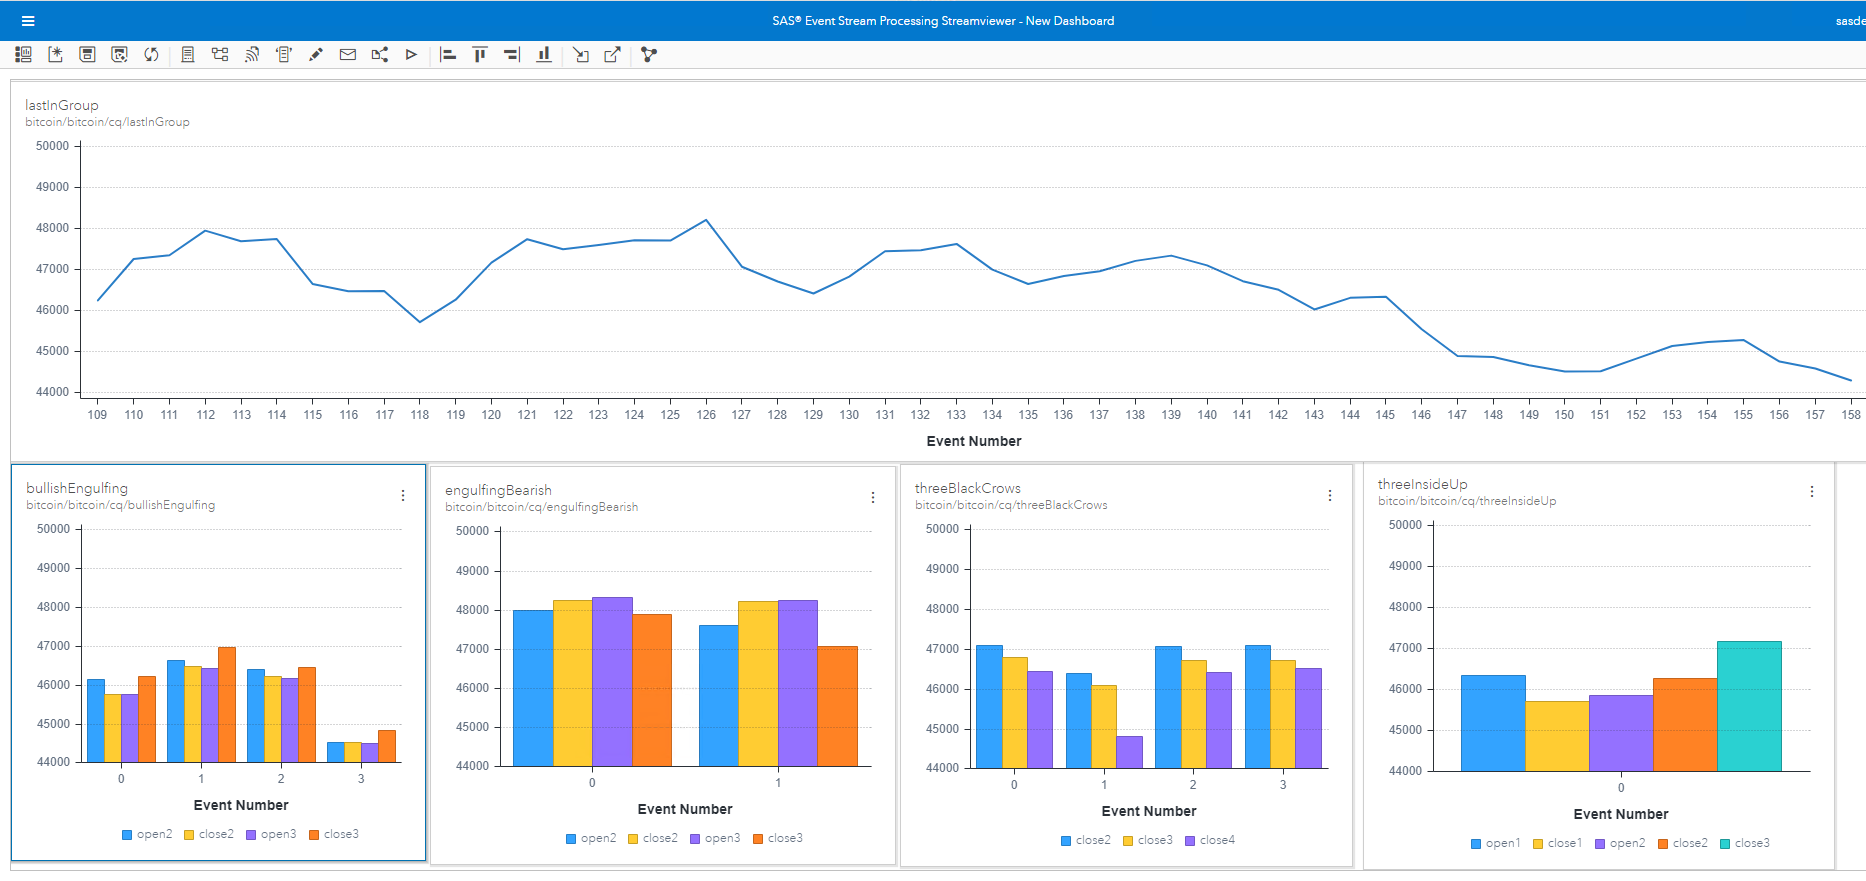 SAS® Event Stream Processing Streamviewer - New Dashboard
sasde
lastInGroup
bitcoin/bitcoin/cq/lastInGroup
50000
49000
48000
47000
46000
45000
44000
109 110 111 112 113 114 115 116 117 118 119 120 121 122 123 124 125 126 127 128 129 130 131 132 133 134 135 136 137 138 139 140 141 142 143 144 145 146 147 148 149 150 151 152 153 154 155 156 157 158
Event Number
bullishEngulfing
bitcoin/bitcoin/cq/bullishEngulfing
50000
49000
48000
47000
46000
45000
44000
0 1 2 3
Event Number
open2 close2 open3 close3
engulfingBearish
bitcoin/bitcoin/cq/engulfingBearish
50000
49000
48000
47000
46000
45000
44000
0 1
Event Number
open2 close2 open3 close3
threeBlackCrows
bitcoin/bitcoin/cq/threeBlackCrows
50000
49000
48000
47000
46000
45000
44000
0 1 2 3
Event Number
close2 close3 close4
threeInsideUp
bitcoin/bitcoin/cq/threeInsideUp
50000
49000
48000
47000
46000
45000
44000
0
Event Number
open1 close1 open2 close2 close3